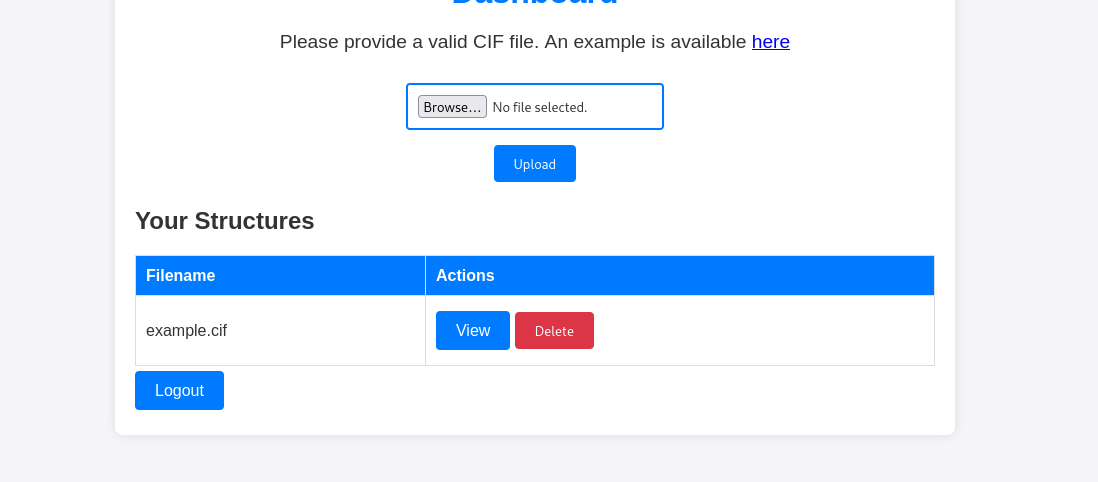 Dashboard
Please provide a valid CIF file. An example is available here
Browse... No file selected.
Upload
Your Structures
Filename Actions
example.cif View Delete
Logout